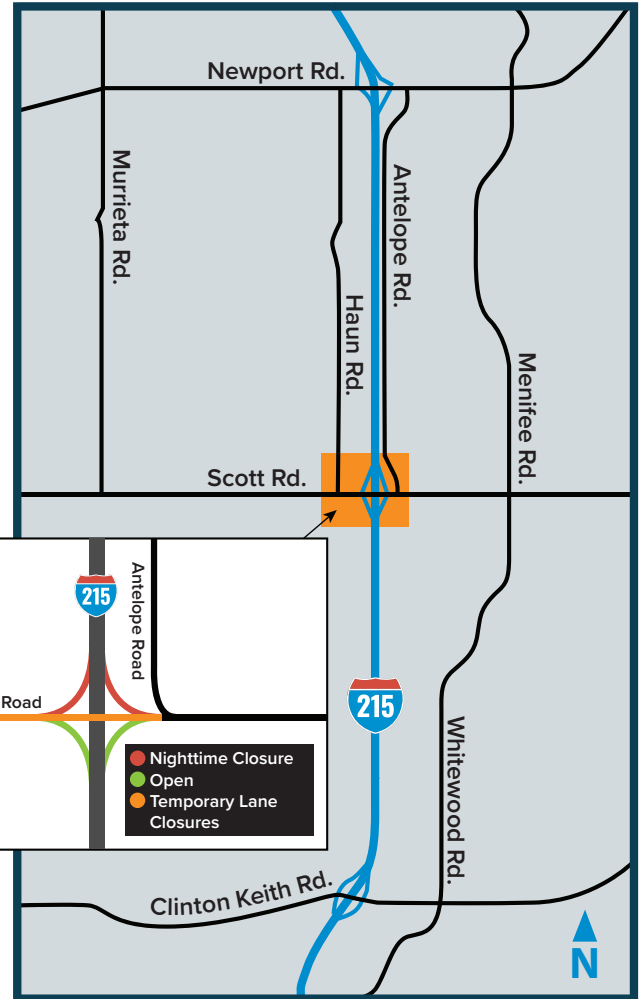 Newport Rd.
Murrieta Rd.
Antelope Rd.
Haun Rd.
Menifee Rd.
Scott Rd.
215
Antelope Road
Road
Nighttime Closure
Open
Temporary Lane
Closures
215
Whitewood Rd.
Clinton Keith Rd.
N